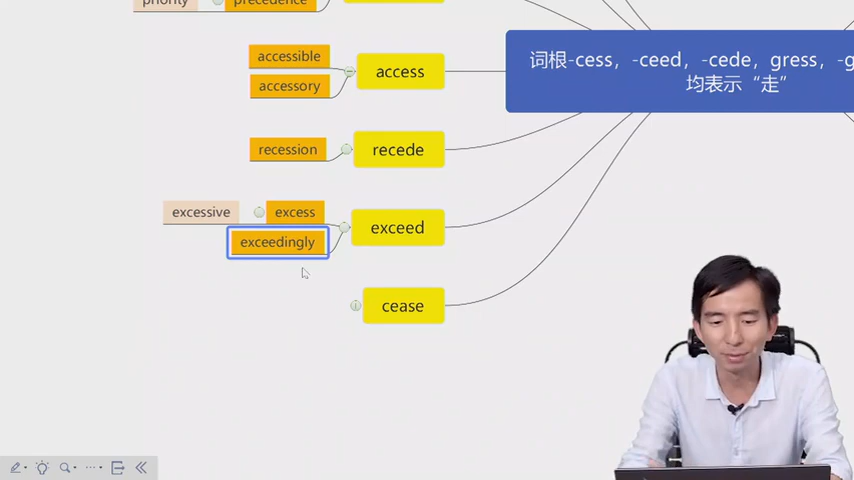 priority
precedence
accessible
accessory
access
词根-cess，-ceed，-cede，gress，-g
均表示“走”
recession
recede
excessive
excess
exceedingly
exceed
cease